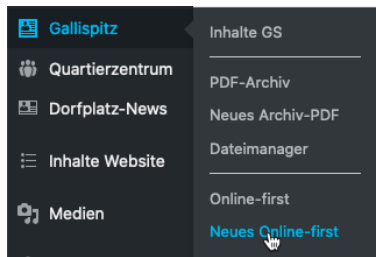 Gallispitz
Quartierzentrum
Dorfplatz-News
Inhalte Website
Medien
Inhalte GS
PDF-Archiv
Neues Archiv-PDF
Dateimanager
Online-first
Neues Online-first